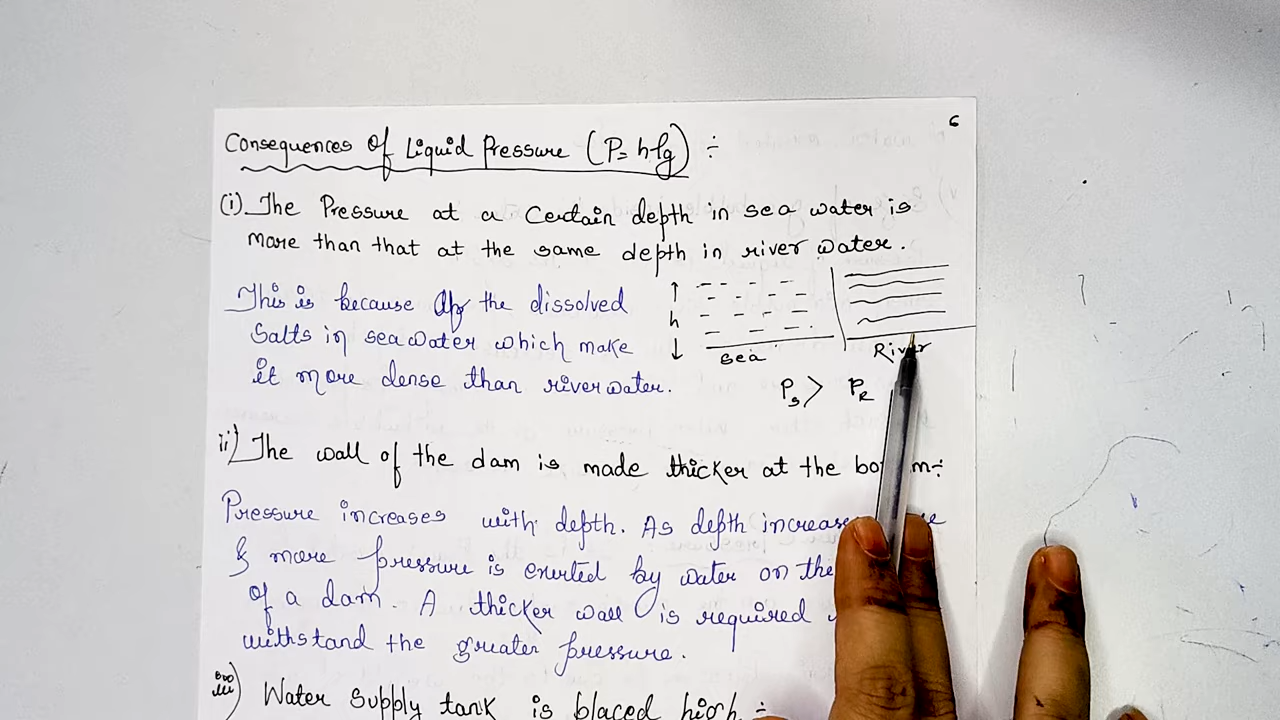 6
Consequences of Liquid Pressure (P=hρg) ÷
(i) The Pressure at a Certain depth in sea water is
more than that at the same depth in river water.
This is because of the dissolved
Salts in seawater which make
it more dense than riverwater.
h
Sea
River
Ps > PR
ii) The wall of the dam is made thicker at the ÷
Pressure increases with depth. As depth
& more pressure is exerted by water on the
of a dam. A thicker wall is required
withstand the greater pressure.
iii) Water Supply tank is placed high ÷